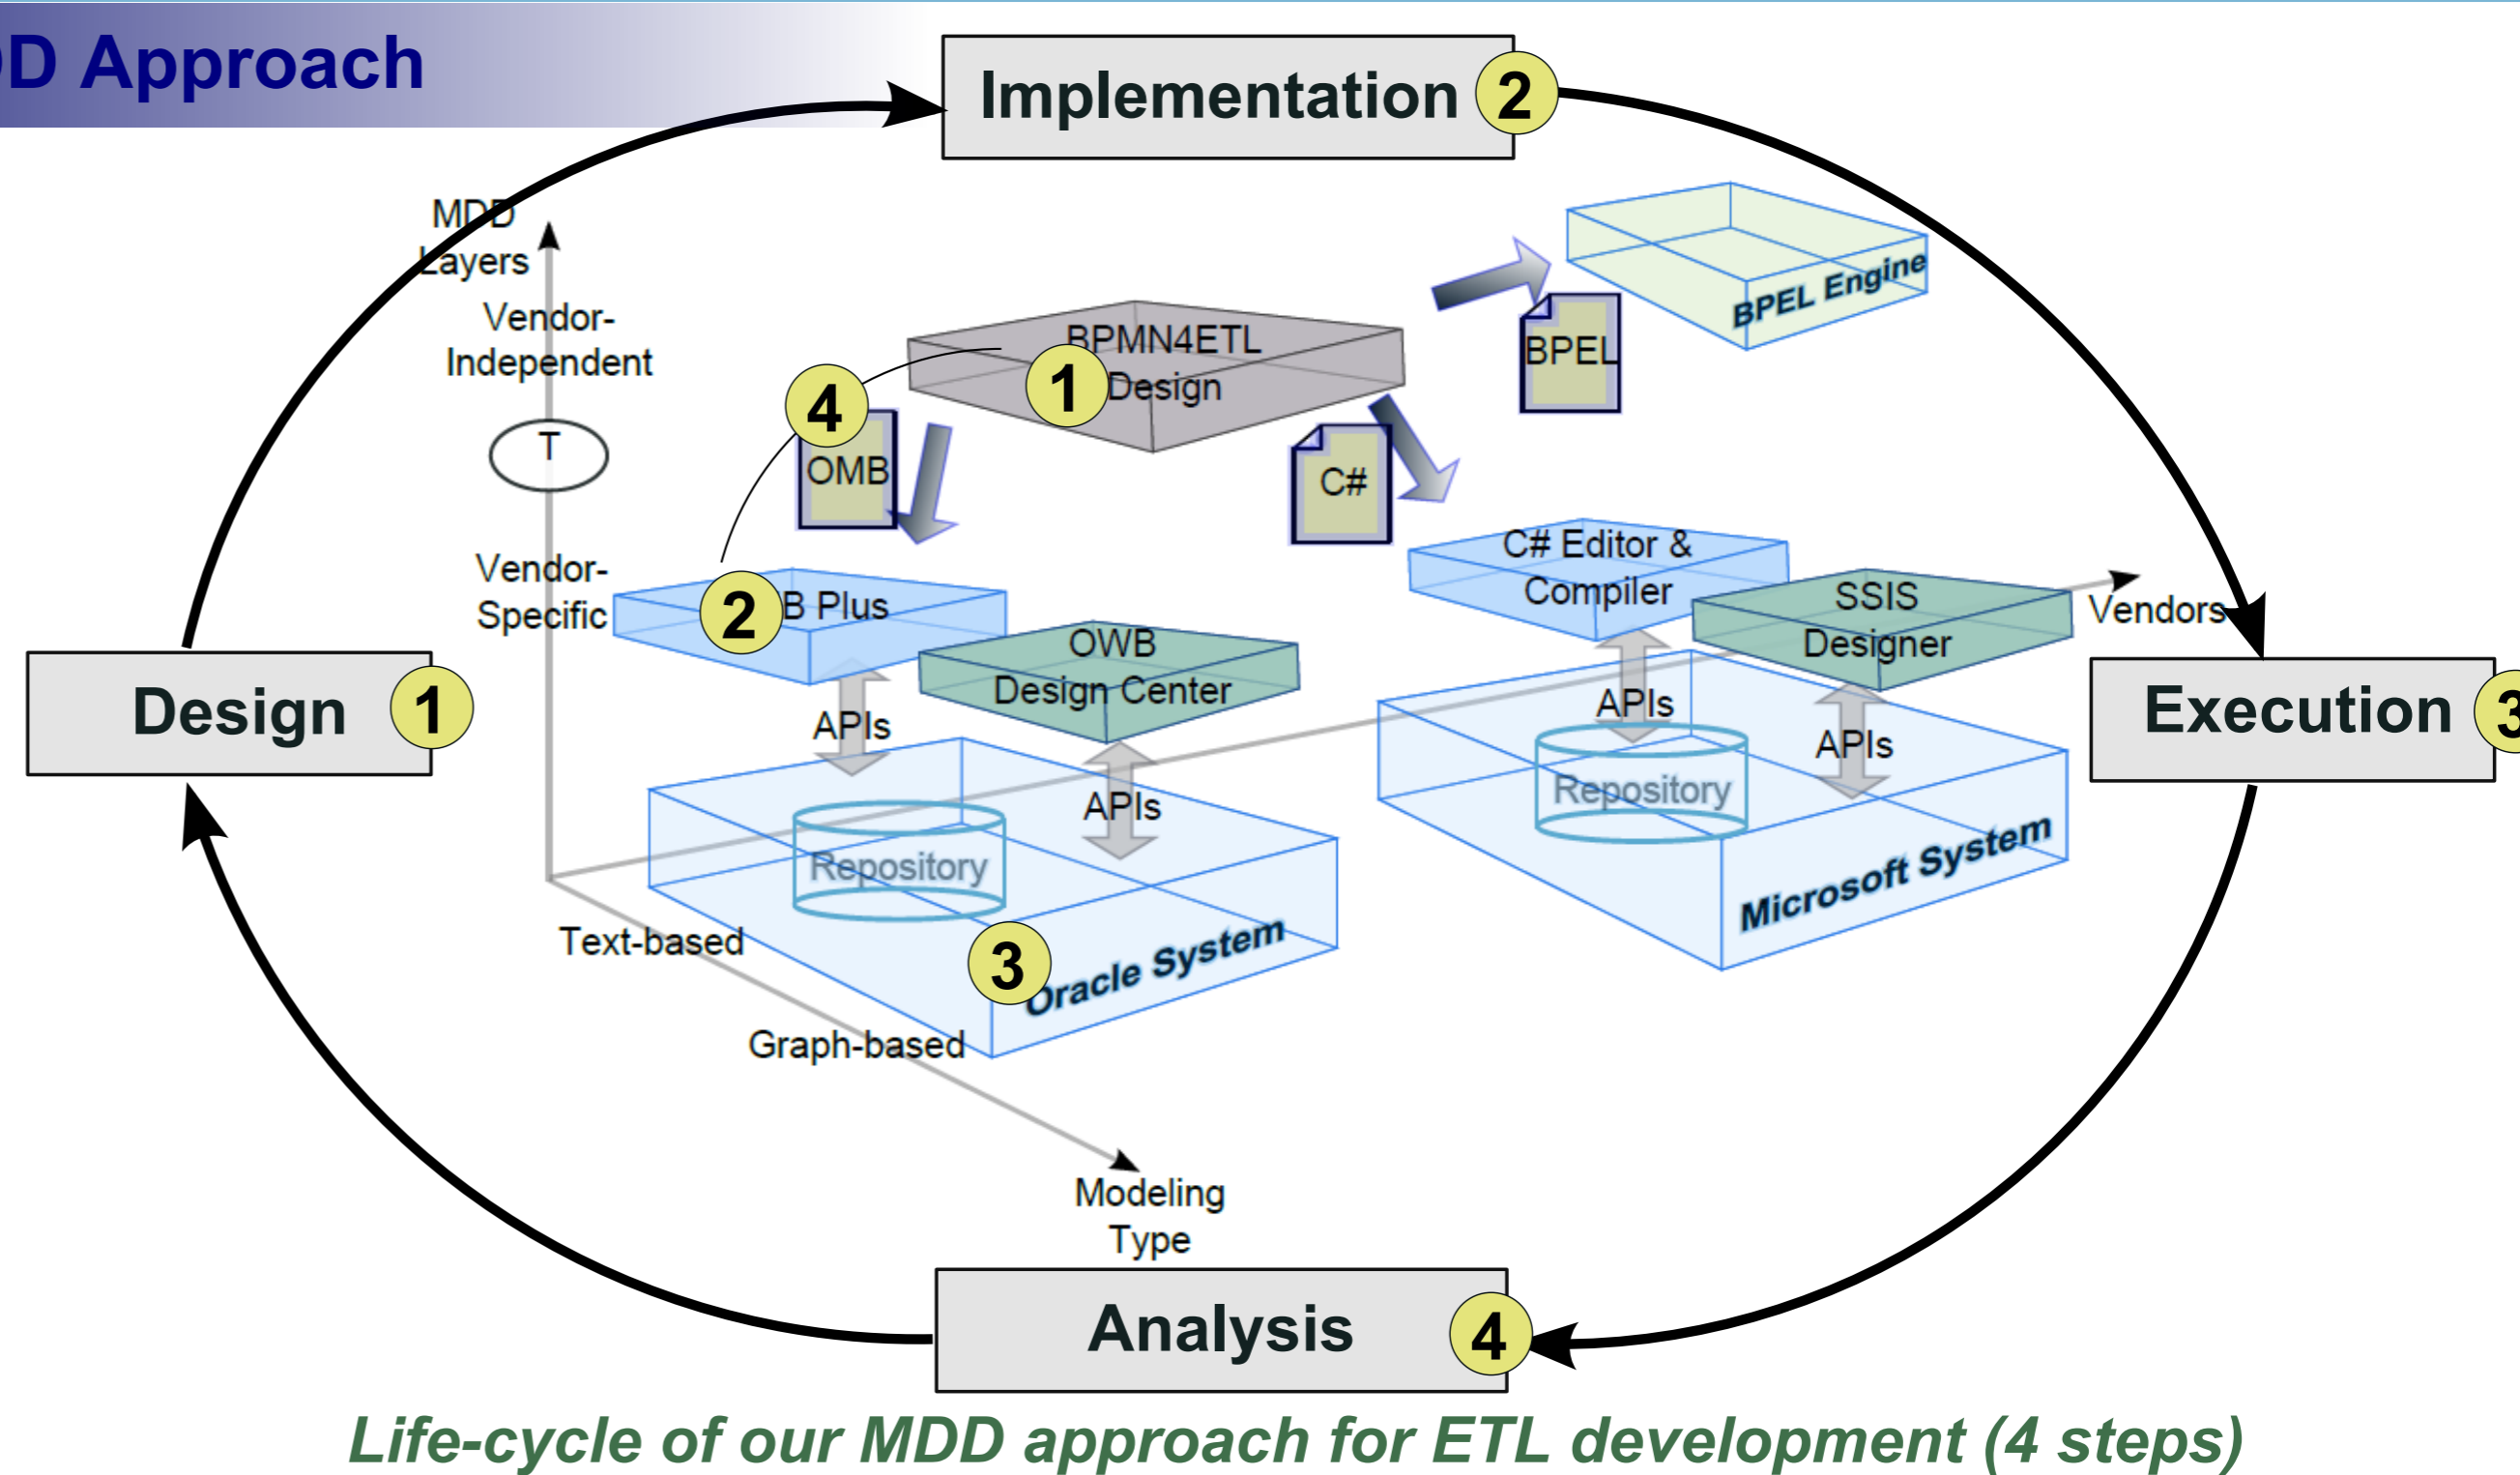 D Approach
Implementation 2
MDD
Layers
Vendor-
Independent
T
Vendor-
Specific
BPMN4ETL
1 Design
4
OMB
C#
BPEL
BPEL Engine
2 B Plus
OWB
Design Center
C# Editor &
Compiler
SSIS
Designer
Vendors
Design 1
Execution 3
APIs
APIs
APIs
APIs
Repository
Repository
3 Oracle System
Microsoft System
Text-based
Graph-based
Modeling
Type
Analysis 4
Life-cycle of our MDD approach for ETL development (4 steps)